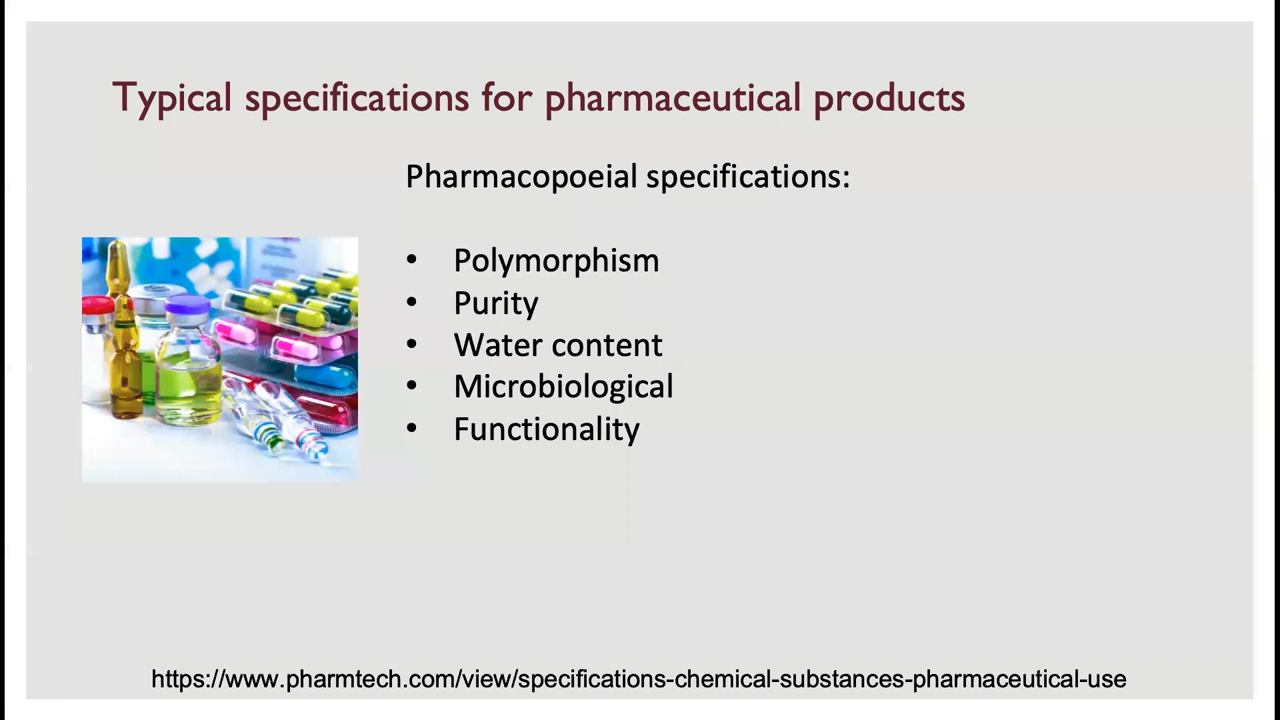 Typical specifications for pharmaceutical products
Pharmacopoeial specifications:
• Polymorphism
• Purity
• Water content
• Microbiological
• Functionality
https://www.pharmtech.com/view/specifications-chemical-substances-pharmaceutical-use